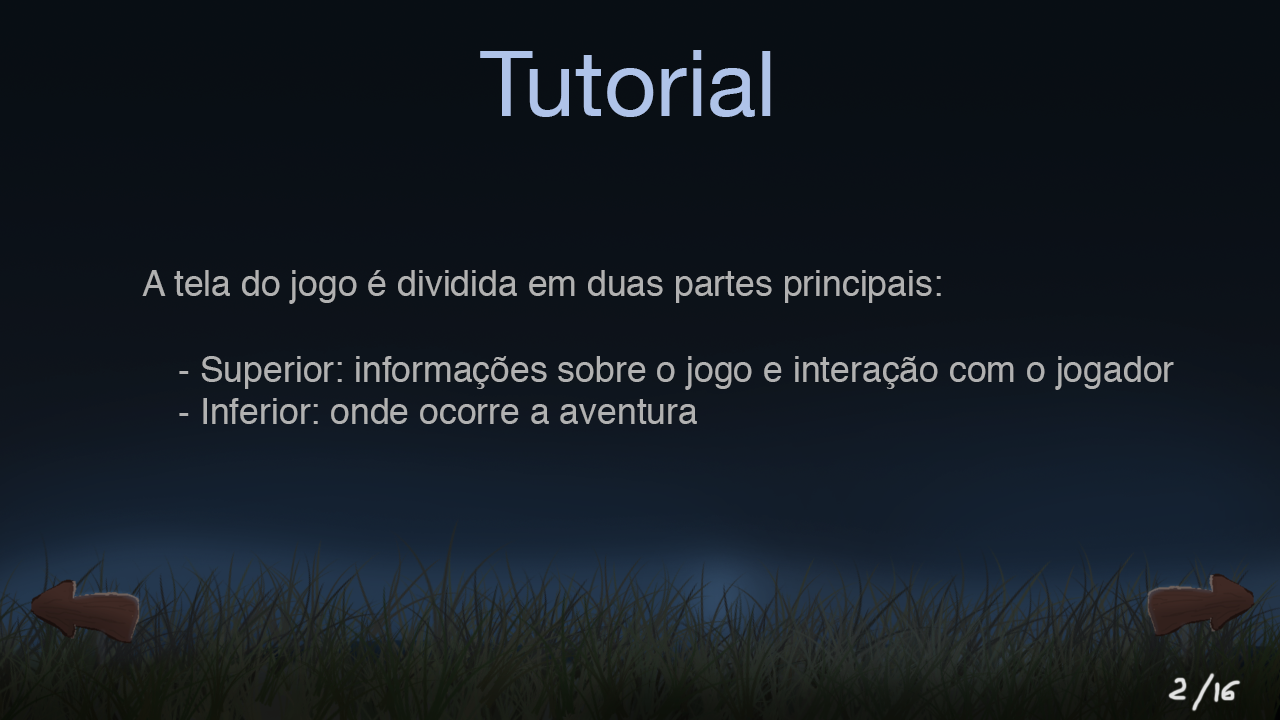 Tutorial
A tela do jogo é dividida em duas partes principais:
- Superior: informações sobre o jogo e interação com o jogador
- Inferior: onde ocorre a aventura
2/16